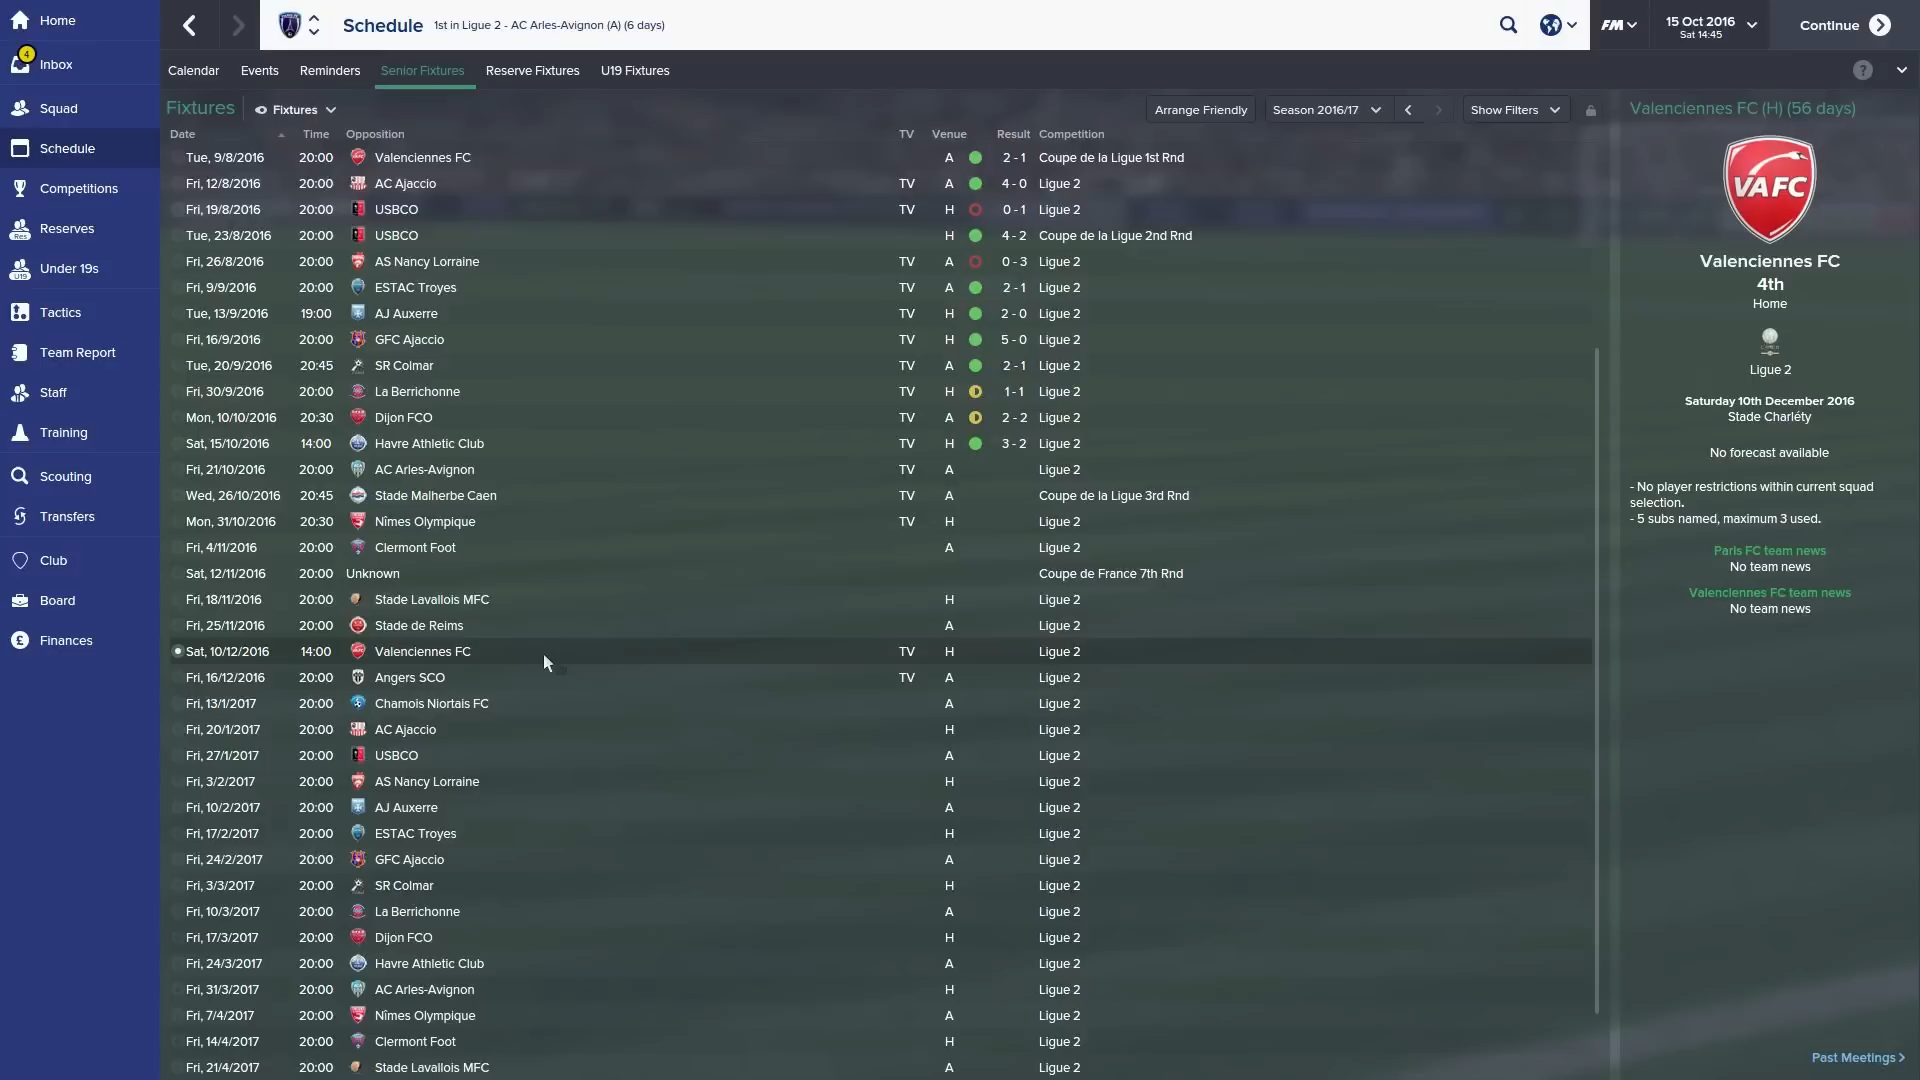 Home
4
Inbox
Squad
Schedule
Competitions
Res
Reserves
U19
Under 19s
Tactics
Team Report
Staff
Training
Scouting
Transfers
Club
Board
£
Finances
Schedule 1st in Ligue 2 - AC Arles-Avignon (A) (6 days)
FM
15 Oct 2016
Sat 14:45
Continue
Calendar Events Reminders Senior Fixtures Reserve Fixtures U19 Fixtures
?
Fixtures Fixtures Arrange Friendly Season 2016/17 Show Filters
Date Time Opposition TV Venue Result Competition
Tue, 9/8/2016 20:00 Valenciennes FC A 2 - 1 Coupe de la Ligue 1st Rnd
Fri, 12/8/2016 20:00 AC Ajaccio TV A 4 - 0 Ligue 2
Fri, 19/8/2016 20:00 USBCO TV H 0 - 1 Ligue 2
Tue, 23/8/2016 20:00 USBCO H 4 - 2 Coupe de la Ligue 2nd Rnd
Fri, 26/8/2016 20:00 AS Nancy Lorraine TV A 0 - 3 Ligue 2
Fri, 9/9/2016 20:00 ESTAC Troyes TV A 2 - 1 Ligue 2
Tue, 13/9/2016 19:00 AJ Auxerre TV H 2 - 0 Ligue 2
Fri, 16/9/2016 20:00 GFC Ajaccio TV H 5 - 0 Ligue 2
Tue, 20/9/2016 20:45 SR Colmar TV A 2 - 1 Ligue 2
Fri, 30/9/2016 20:00 La Berrichonne TV H 1 - 1 Ligue 2
Mon, 10/10/2016 20:30 Dijon FCO TV A 2 - 2 Ligue 2
Sat, 15/10/2016 14:00 Havre Athletic Club TV H 3 - 2 Ligue 2
Fri, 21/10/2016 20:00 AC Arles-Avignon TV A Ligue 2
Wed, 26/10/2016 20:45 Stade Malherbe Caen TV A Coupe de la Ligue 3rd Rnd
Mon, 31/10/2016 20:30 Nîmes Olympique TV H Ligue 2
Fri, 4/11/2016 20:00 Clermont Foot A Ligue 2
Sat, 12/11/2016 20:00 Unknown Coupe de France 7th Rnd
Fri, 18/11/2016 20:00 Stade Lavallois MFC H Ligue 2
Fri, 25/11/2016 20:00 Stade de Reims A Ligue 2
Sat, 10/12/2016 14:00 Valenciennes FC TV H Ligue 2
Fri, 16/12/2016 20:00 Angers SCO TV A Ligue 2
Fri, 13/1/2017 20:00 Chamois Niortais FC A Ligue 2
Fri, 20/1/2017 20:00 AC Ajaccio H Ligue 2
Fri, 27/1/2017 20:00 USBCO A Ligue 2
Fri, 3/2/2017 20:00 AS Nancy Lorraine H Ligue 2
Fri, 10/2/2017 20:00 AJ Auxerre A Ligue 2
Fri, 17/2/2017 20:00 ESTAC Troyes H Ligue 2
Fri, 24/2/2017 20:00 GFC Ajaccio A Ligue 2
Fri, 3/3/2017 20:00 SR Colmar H Ligue 2
Fri, 10/3/2017 20:00 La Berrichonne A Ligue 2
Fri, 17/3/2017 20:00 Dijon FCO H Ligue 2
Fri, 24/3/2017 20:00 Havre Athletic Club A Ligue 2
Fri, 31/3/2017 20:00 AC Arles-Avignon H Ligue 2
Fri, 7/4/2017 20:00 Nîmes Olympique A Ligue 2
Fri, 14/4/2017 20:00 Clermont Foot H Ligue 2
Fri, 21/4/2017 20:00 Stade Lavallois MFC A Ligue 2
Valenciennes FC (H) (56 days)
VAFC
Valenciennes FC
4th
Home
Ligue 2
Saturday 10th December 2016
Stade Charléty
No forecast available
- No player restrictions within current squad
selection.
- 5 subs named, maximum 3 used.
Paris FC team news
No team news
Valenciennes FC team news
No team news
Past Meetings >